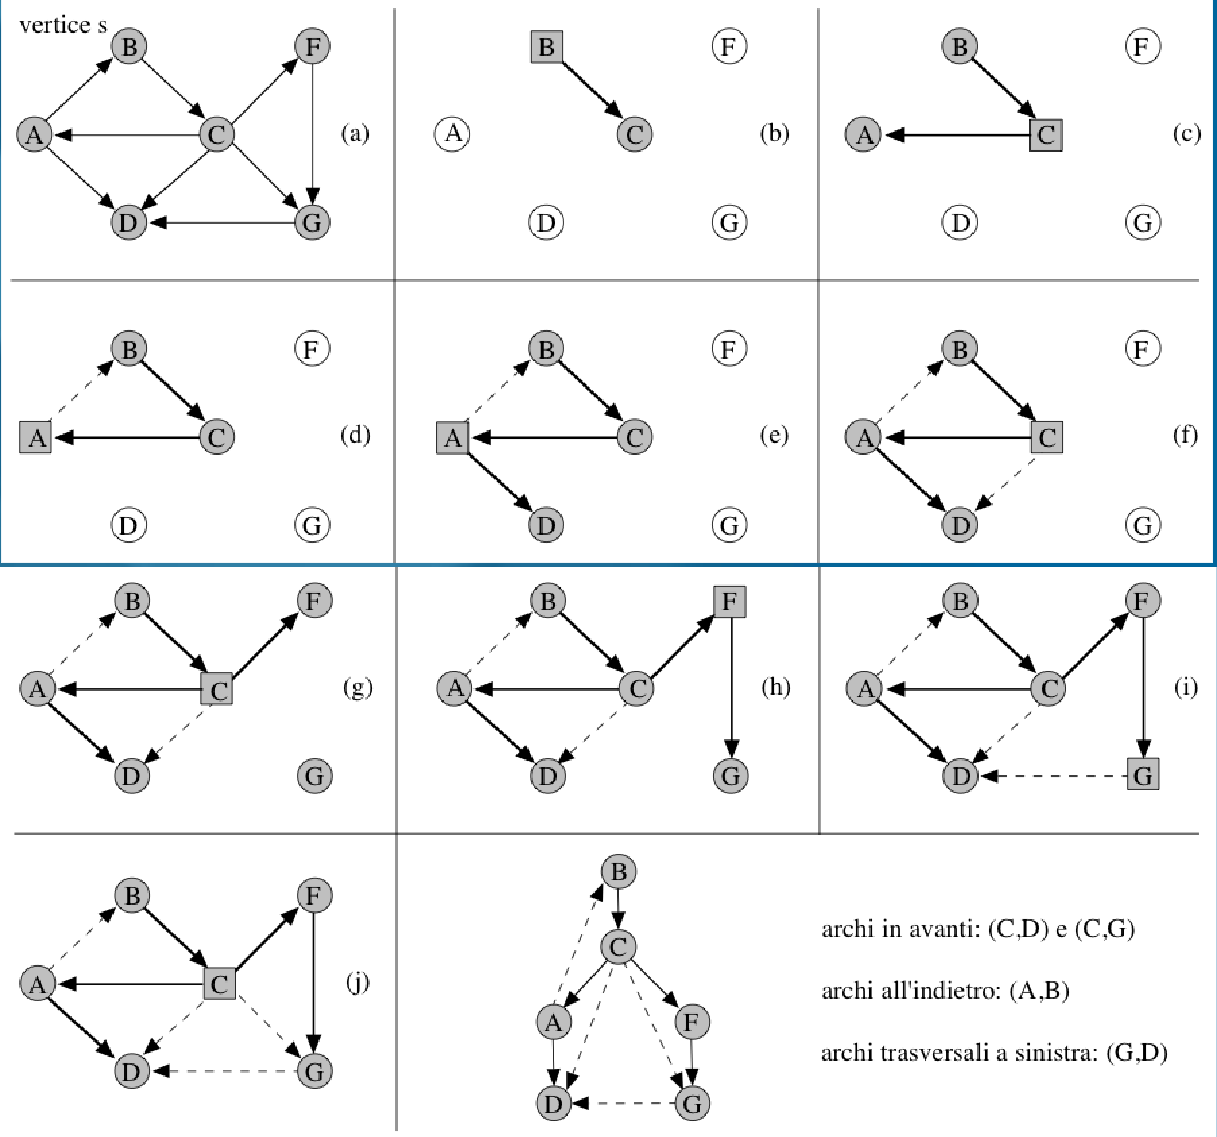 vertice s
B F
A C (a)
D G
B F
A C (b)
D G
B F
A C (c)
D G
B F
A C (d)
D G
B F
A C (e)
D G
B F
A C (f)
D G
B F
A C (g)
D G
B F
A C (h)
D G
B F
A C (i)
D G
B F
A C (j)
D G
B
C
A F
D G
archi in avanti: (C,D) e (C,G)
archi all'indietro: (A,B)
archi trasversali a sinistra: (G,D)